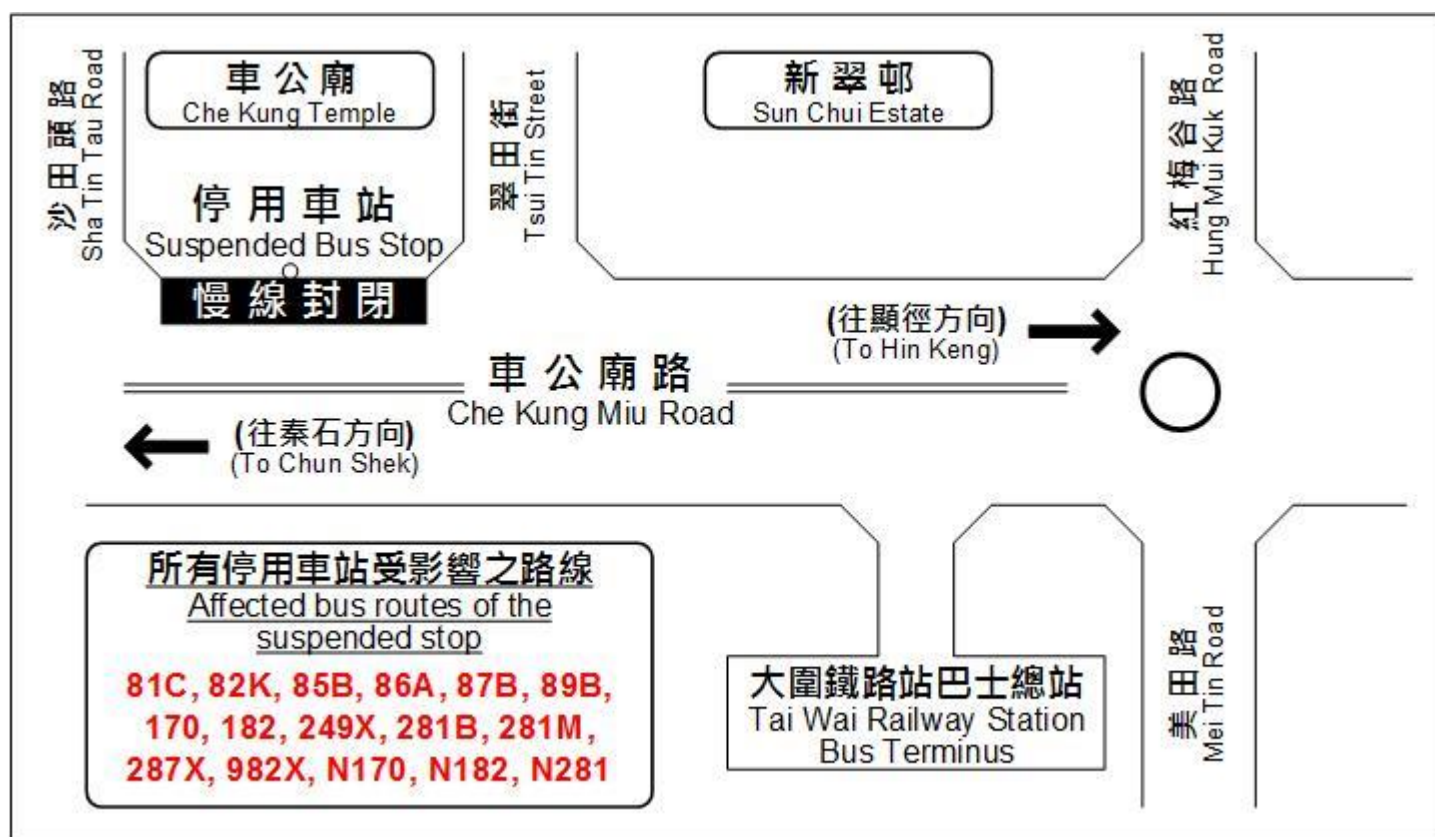 沙田頭路
Sha Tin Tau Road
車公廟
Che Kung Temple
翠田街
Tsui Tin Street
新翠邨
Sun Chui Estate
紅梅谷路
Hung Mui Kuk Road
停用車站
Suspended Bus Stop
慢線封閉
(往顯徑方向)
(To Hin Keng)
車公廟路
Che Kung Miu Road
(往秦石方向)
(To Chun Shek)
所有停用車站受影響之路線
Affected bus routes of the
suspended stop
81C, 82K, 85B, 86A, 87B, 89B,
170, 182, 249X, 281B, 281M,
287X, 982X, N170, N182, N281
大圍鐵路站巴士總站
Tai Wai Railway Station
Bus Terminus
美田路
Mei Tin Road